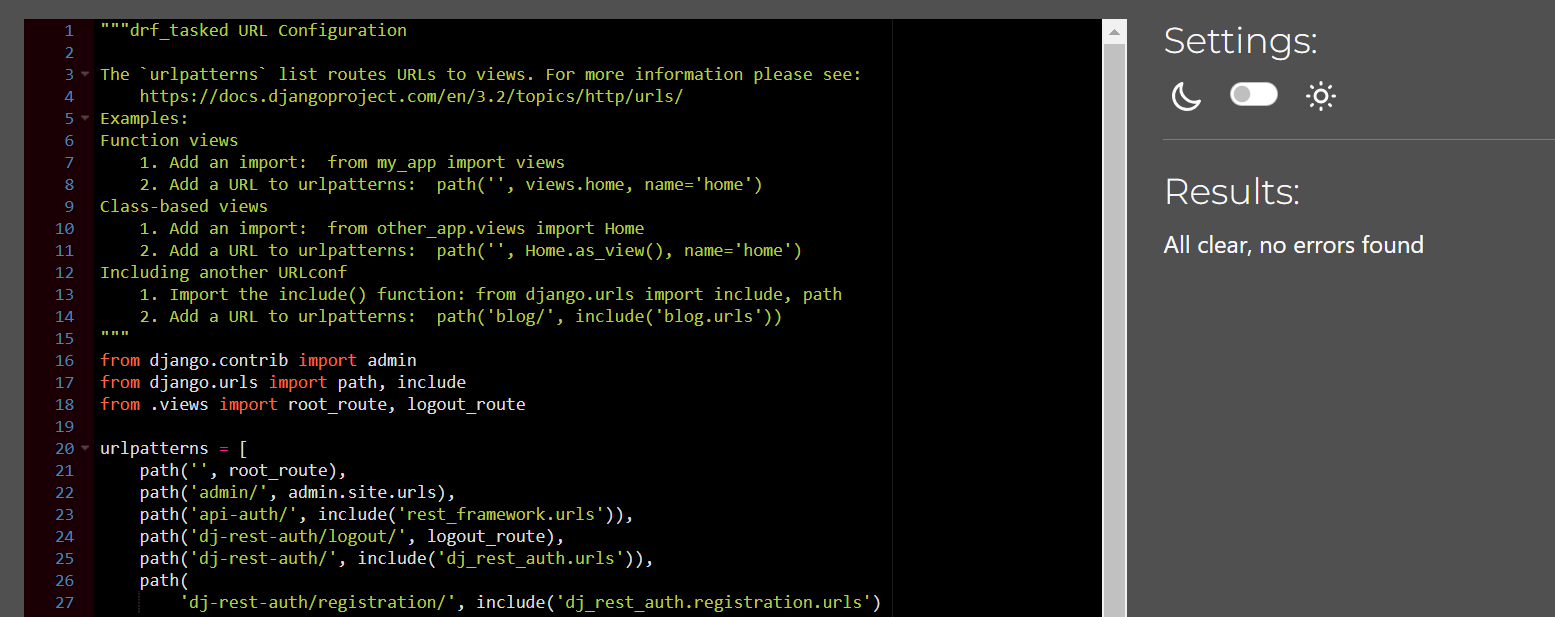 1 """drf_tasked URL Configuration
2
3 The `urlpatterns` list routes URLs to views. For more information please see:
4     https://docs.djangoproject.com/en/3.2/topics/http/urls/
5 Examples:
6 Function views
7     1. Add an import:  from my_app import views
8     2. Add a URL to urlpatterns:  path('', views.home, name='home')
9 Class-based views
10     1. Add an import:  from other_app.views import Home
11     2. Add a URL to urlpatterns:  path('', Home.as_view(), name='home')
12 Including another URLconf
13     1. Import the include() function: from django.urls import include, path
14     2. Add a URL to urlpatterns:  path('blog/', include('blog.urls'))
15 """
16 from django.contrib import admin
17 from django.urls import path, include
18 from .views import root_route, logout_route
19
20 urlpatterns = [
21     path('', root_route),
22     path('admin/', admin.site.urls),
23     path('api-auth/', include('rest_framework.urls')),
24     path('dj-rest-auth/logout/', logout_route),
25     path('dj-rest-auth/', include('dj_rest_auth.urls')),
26     path(
27         'dj-rest-auth/registration/', include('dj_rest_auth.registration.urls')
Settings:
Results:
All clear, no errors found